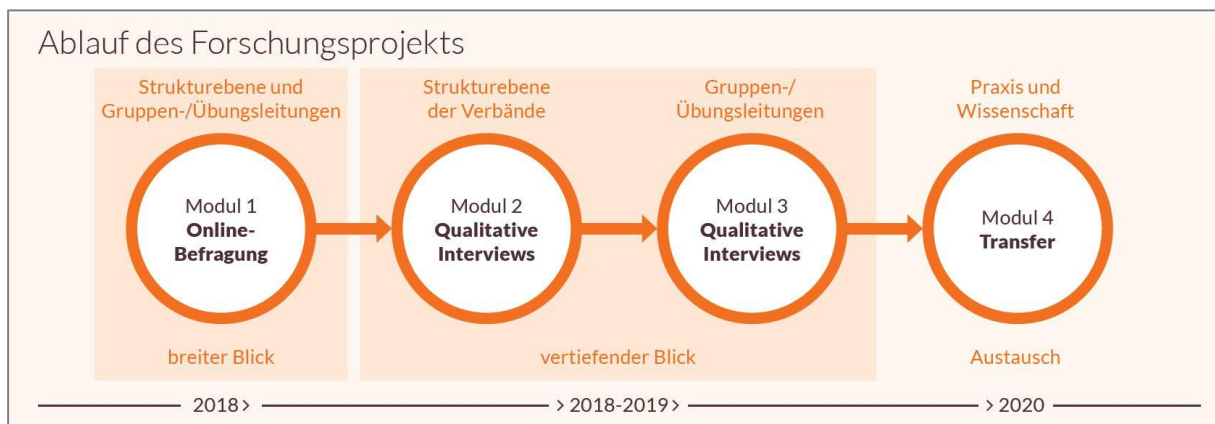 Ablauf des Forschungsprojekts
Strukturebene und
Gruppen-/Übungsleitungen
Modul 1
Online-
Befragung
breiter Blick
Strukturebene
der Verbände
Modul 2
Qualitative
Interviews
Gruppen-/
Übungsleitungen
Modul 3
Qualitative
Interviews
vertiefender Blick
Praxis und
Wissenschaft
Modul 4
Transfer
Austausch
2018 >
> 2018-2019 >
> 2020